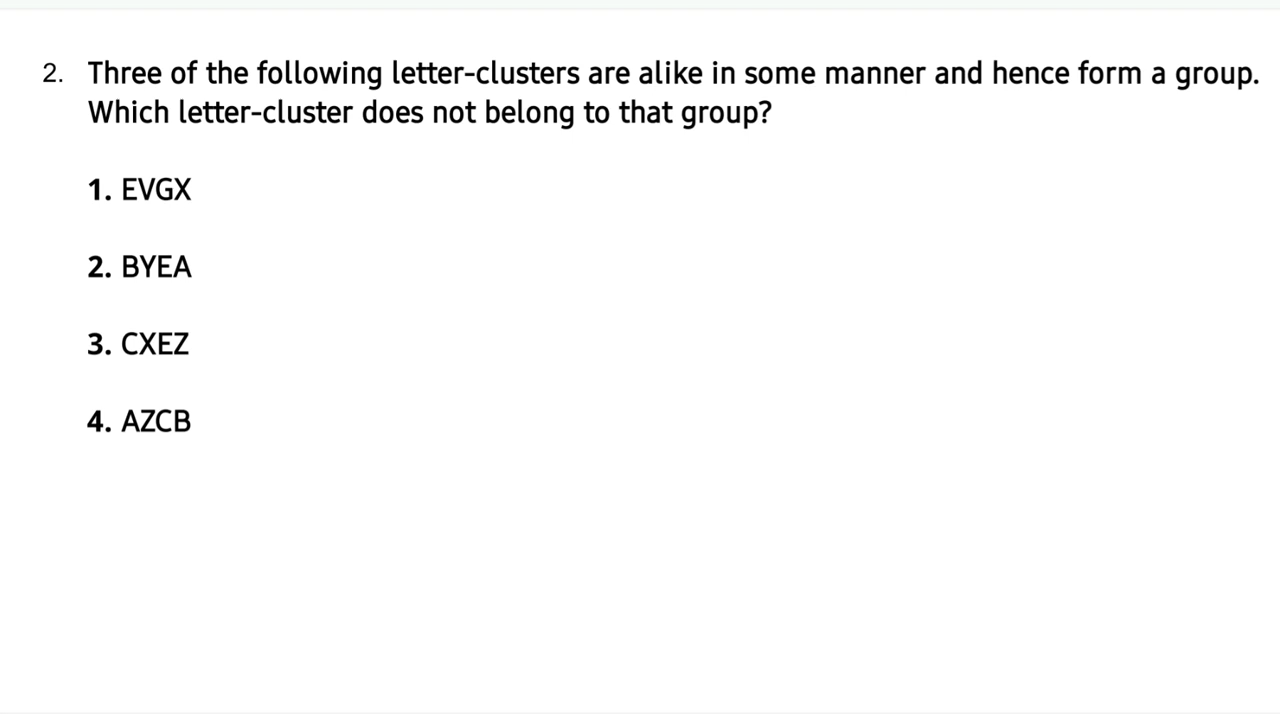 2. Three of the following letter-clusters are alike in some manner and hence form a group.
Which letter-cluster does not belong to that group?
1. EVGX
2. BYEA
3. CXEZ
4. AZCB